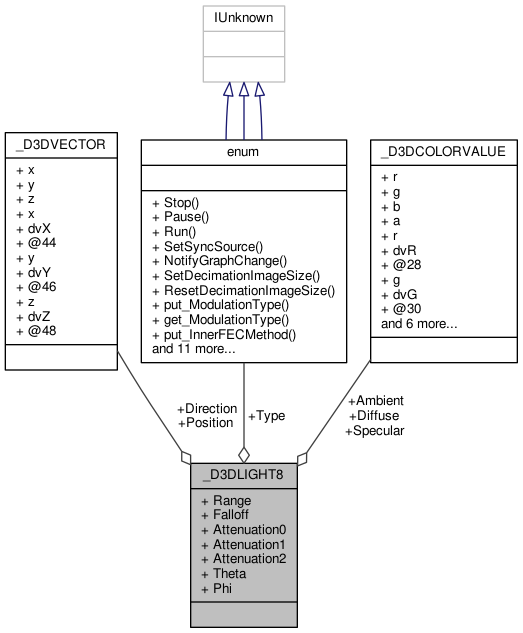 IUnknown
_D3DVECTOR
+ x
+ y
+ z
+ x
+ dvX
+ @44
+ y
+ dvY
+ @46
+ z
+ dvZ
+ @48
enum
+ Stop()
+ Pause()
+ Run()
+ SetSyncSource()
+ NotifyGraphChange()
+ SetDecimationImageSize()
+ ResetDecimationImageSize()
+ put_ModulationType()
+ get_ModulationType()
+ put_InnerFECMethod()
and 11 more...
_D3DCOLORVALUE
+ r
+ g
+ b
+ a
+ r
+ dvR
+ @28
+ g
+ dvG
+ @30
and 6 more...
+Direction
+Position
+Type
+Ambient
+Diffuse
+Specular
_D3DLIGHT8
+ Range
+ Falloff
+ Attenuation0
+ Attenuation1
+ Attenuation2
+ Theta
+ Phi